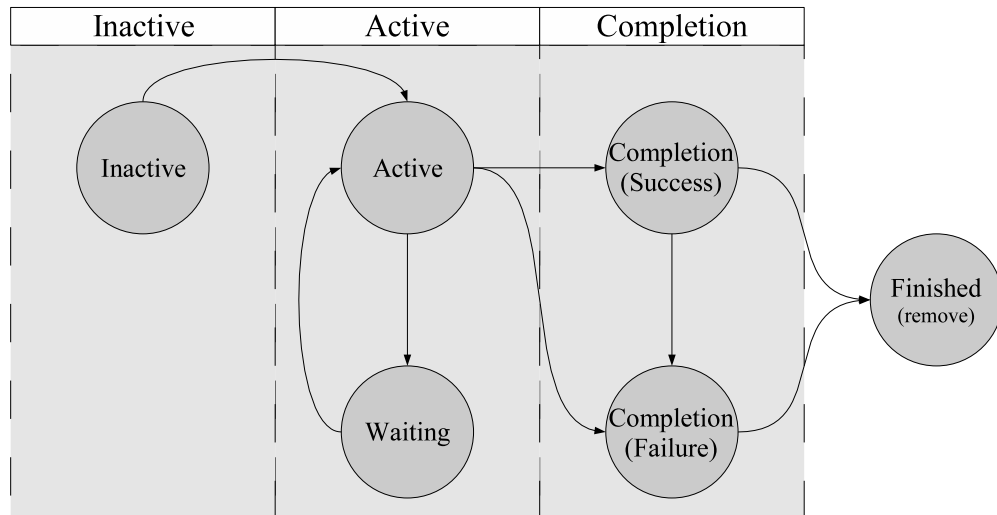 Inactive
Active
Completion
Inactive
Active
Completion
(Success)
Finished
(remove)
Waiting
Completion
(Failure)